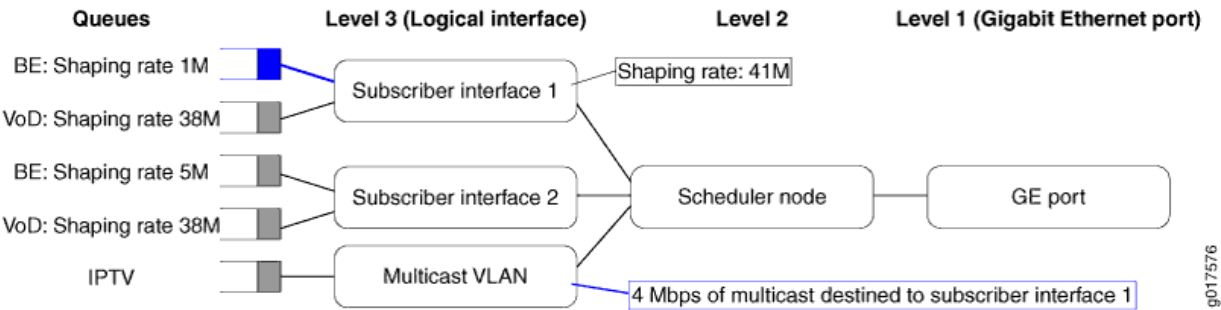 Queues Level 3 (Logical interface) Level 2 Level 1 (Gigabit Ethernet port)
BE: Shaping rate 1M
Shaping rate: 41M
Subscriber interface 1
VoD: Shaping rate 38M
BE: Shaping rate 5M
Subscriber interface 2 Scheduler node GE port
VoD: Shaping rate 38M
IPTV Multicast VLAN
4 Mbps of multicast destined to subscriber interface 1
g017576